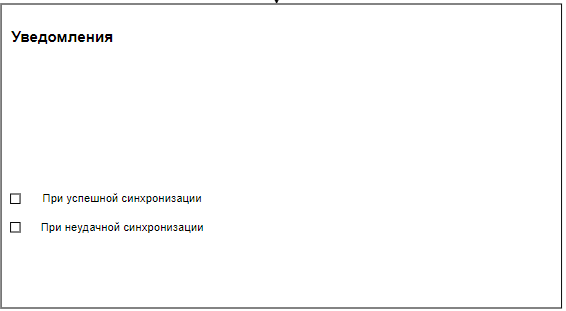 Уведомления
При успешной синхронизации
При неудачной синхронизации